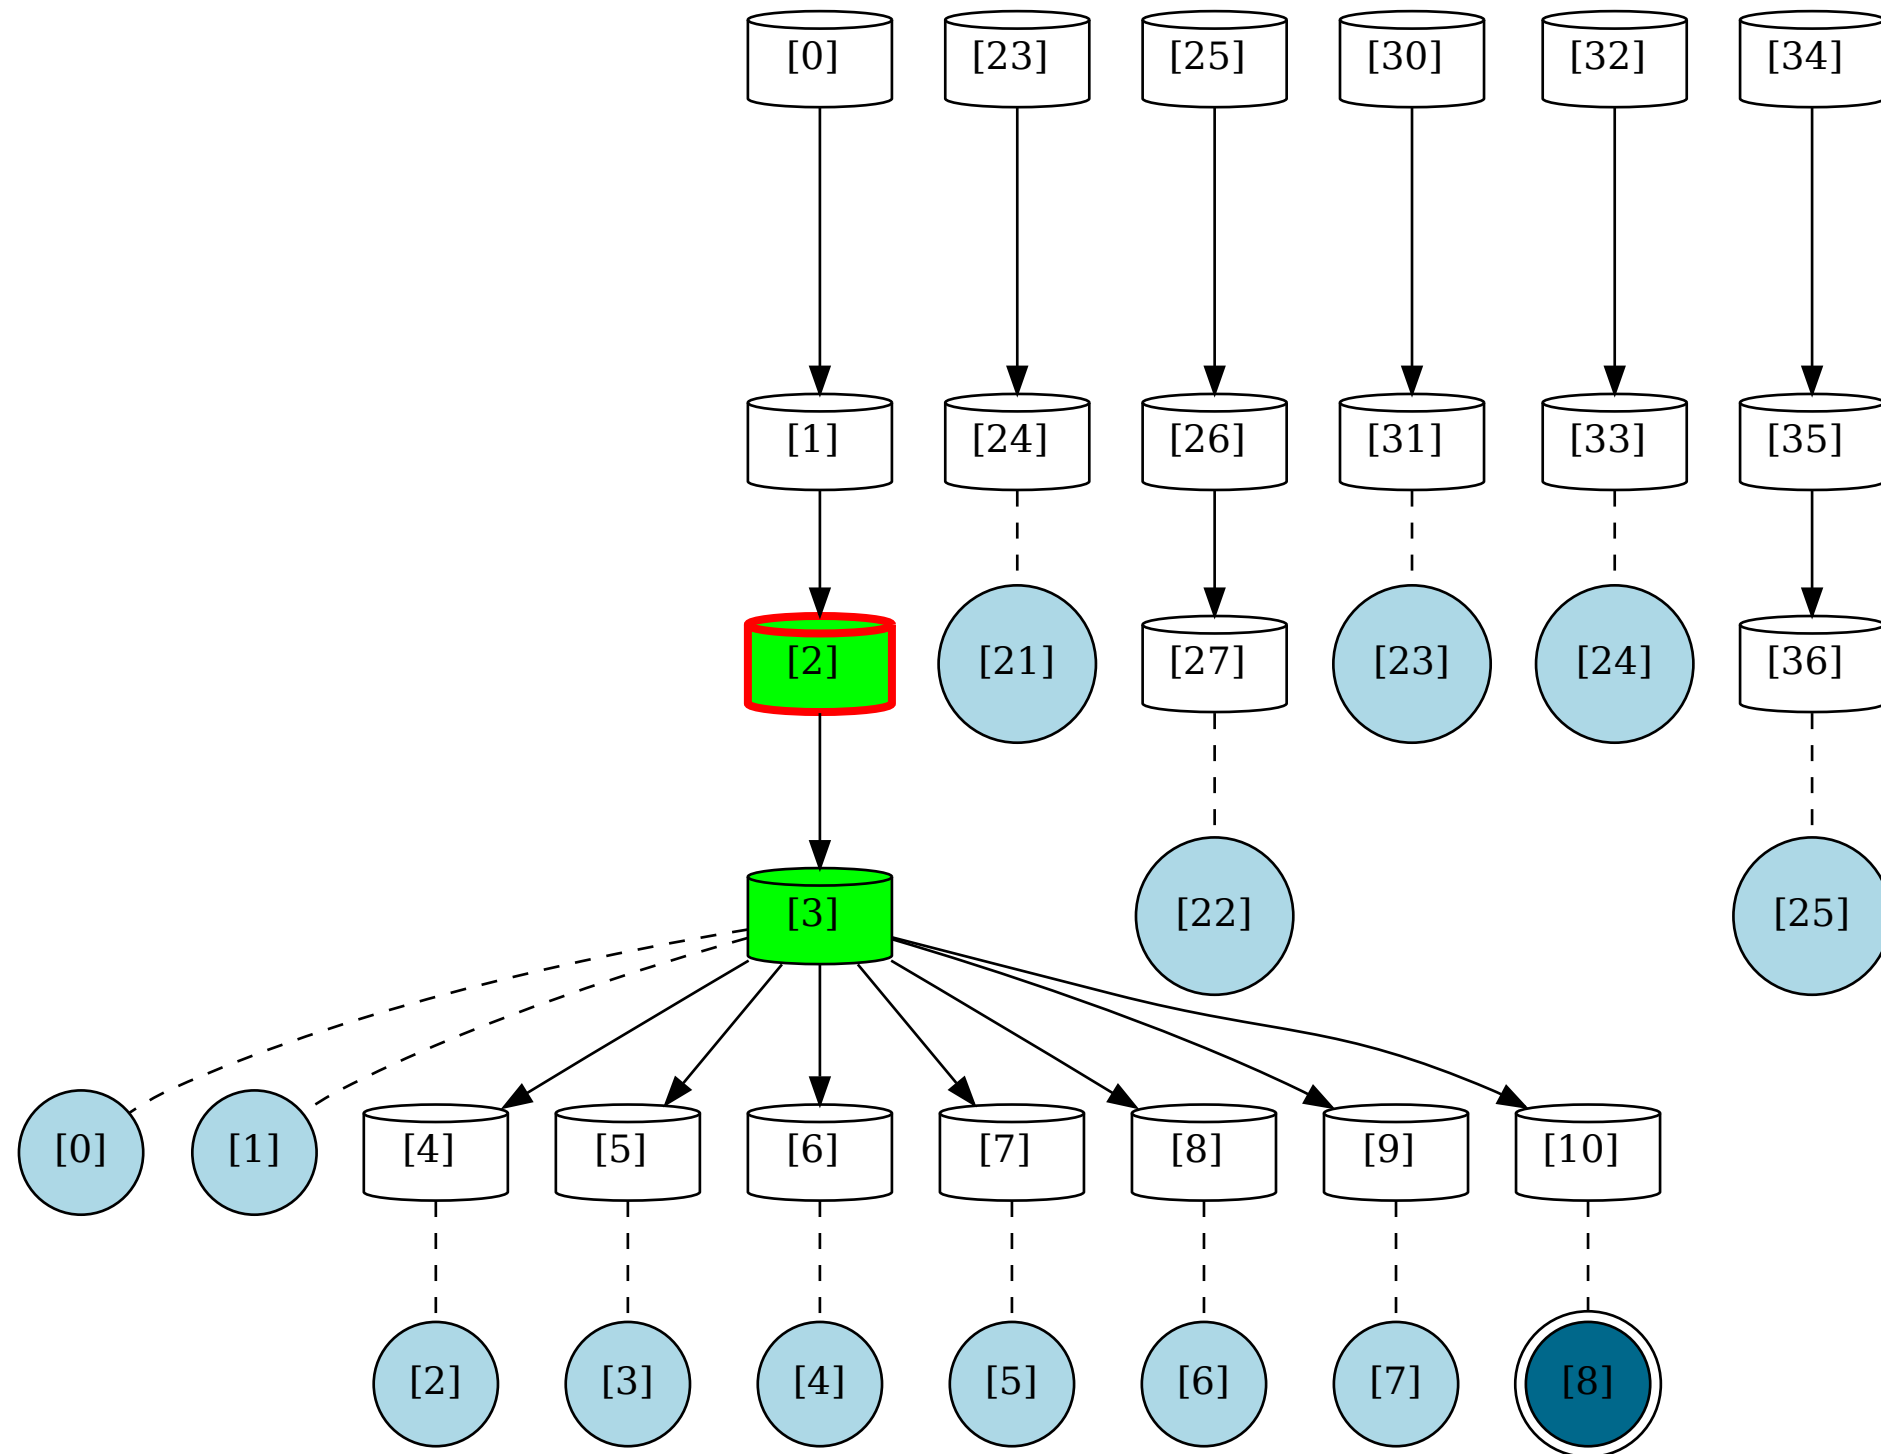 [0] [23] [25] [30] [32] [34]
[1] [24] [26] [31] [33] [35]
[2] [21] [27] [23] [24] [36]
[3] [22] [25]
[0] [1] [4] [5] [6] [7] [8] [9] [10]
[2] [3] [4] [5] [6] [7] [8]